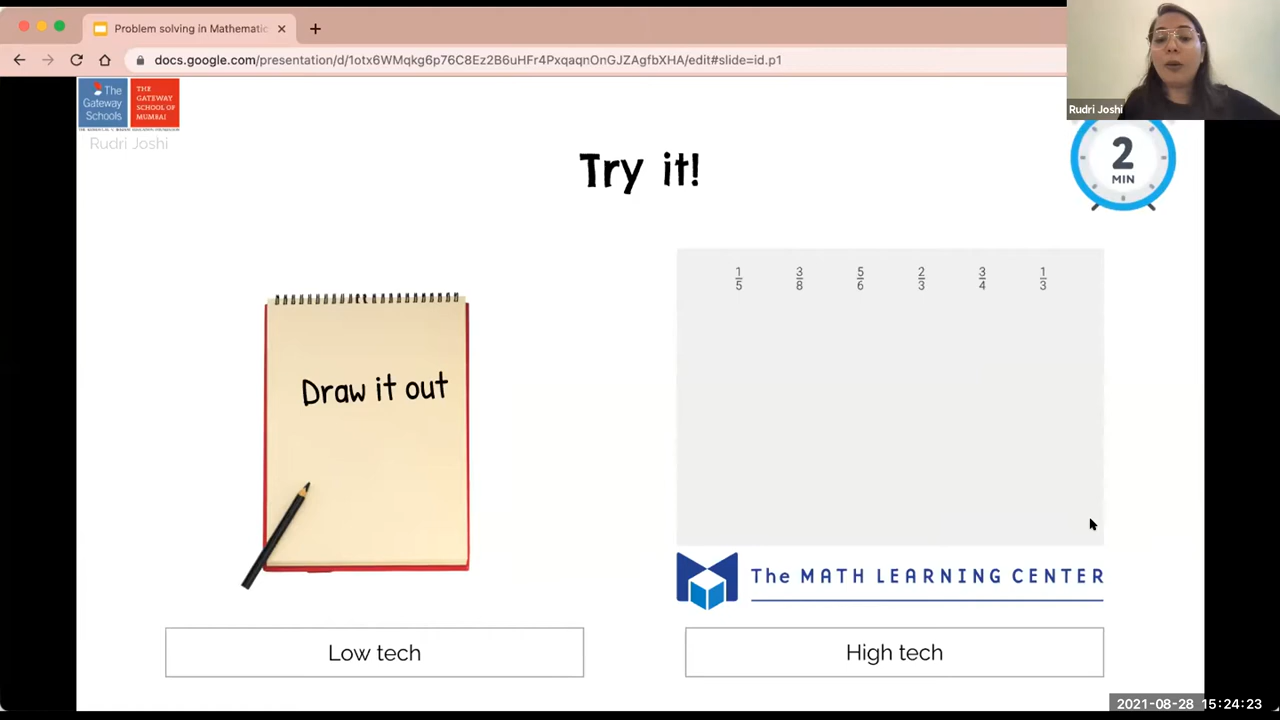 Problem solving in Mathematic
docs.google.com/presentation/d/1otx6WMqkg6p76C8Ez2B6uHFr4PxqaqnOnGJZAgfbXHA/edit#slide=id.p1
Rudri Joshi
The
Gateway
Schools
THE
GATEWAY
SCHOOL OF
MUMBAI
Rudri Joshi
Try it!
2
MIN
1/5 3/8 5/6 2/3 3/4 1/3
Draw it out
The MATH LEARNING CENTER
Low tech
High tech
2021-08-28 15:24:23